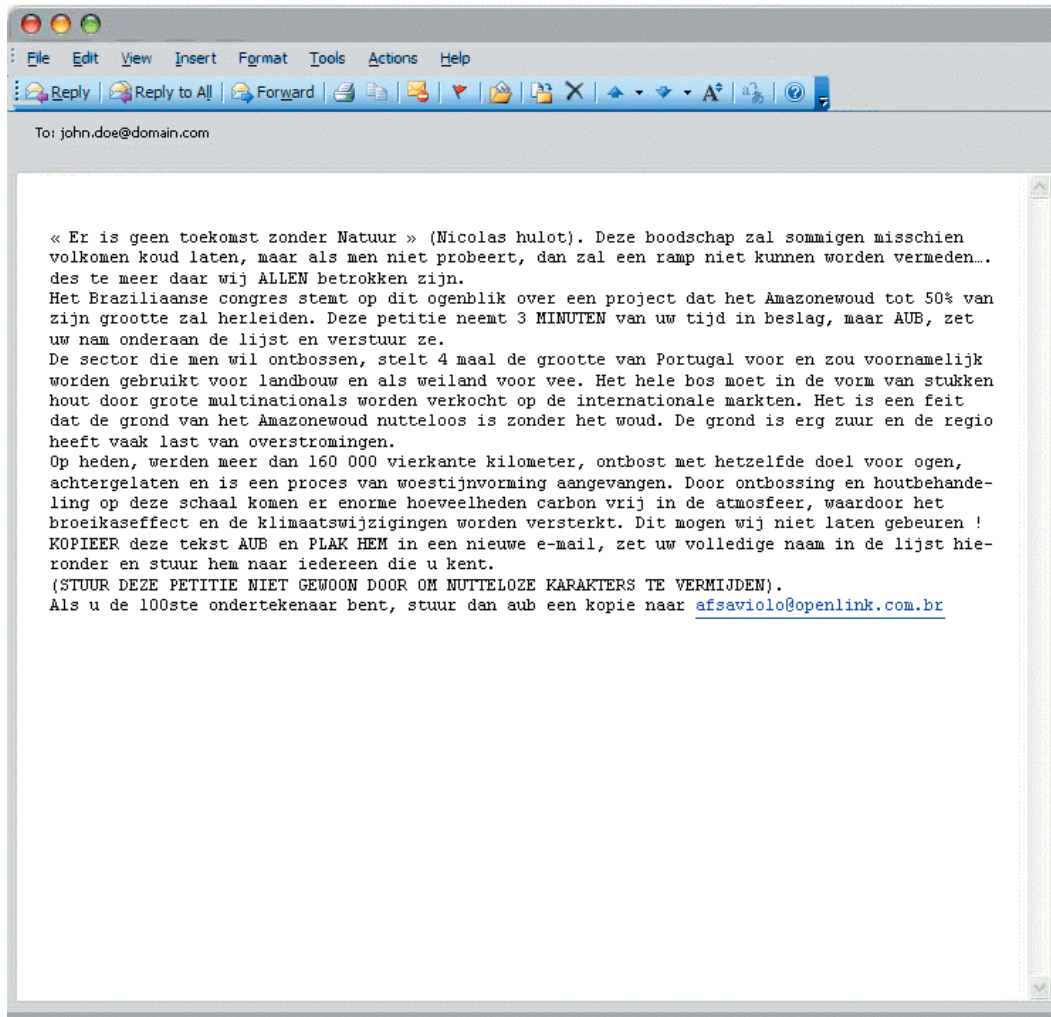 File Edit View Insert Format Tools Actions Help
Reply Reply to All Forward
To: john.doe@domain.com
« Er is geen toekomst zonder Natuur » (Nicolas hulot). Deze boodschap zal sommigen misschien
volkomen koud laten, maar als men niet probeert, dan zal een ramp niet kunnen worden vermeden….
des te meer daar wij ALLEN betrokken zijn.
Het Braziliaanse congres stemt op dit ogenblik over een project dat het Amazonewoud tot 50% van
zijn grootte zal herleiden. Deze petitie neemt 3 MINUTEN van uw tijd in beslag, maar AUB, zet
uw nam onderaan de lijst en verstuur ze.
De sector die men wil ontbossen, stelt 4 maal de grootte van Portugal voor en zou voornamelijk
worden gebruikt voor landbouw en als weiland voor vee. Het hele bos moet in de vorm van stukken
hout door grote multinationals worden verkocht op de internationale markten. Het is een feit
dat de grond van het Amazonewoud nutteloos is zonder het woud. De grond is erg zuur en de regio
heeft vaak last van overstromingen.
Op heden, werden meer dan 160 000 vierkante kilometer, ontbost met hetzelfde doel voor ogen,
achtergelaten en is een proces van woestijnvorming aangevangen. Door ontbossing en houtbehande-
ling op deze schaal komen er enorme hoeveelheden carbon vrij in de atmosfeer, waardoor het
broeikaseffect en de klimaatswijzigingen worden versterkt. Dit mogen wij niet laten gebeuren !
KOPIEER deze tekst AUB en PLAK HEM in een nieuwe e-mail, zet uw volledige naam in de lijst hie-
ronder en stuur hem naar iedereen die u kent.
(STUUR DEZE PETITIE NIET GEWOON DOOR OM NUTTELOZE KARAKTERS TE VERMIJDEN).
Als u de 100ste ondertekenaar bent, stuur dan aub een kopie naar afsaviolo@openlink.com.br